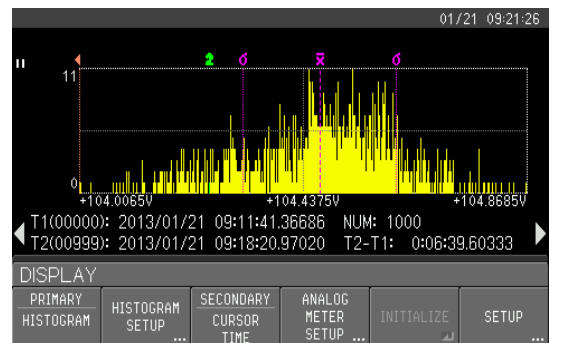 01/21 09:21:26
2 σ x̄ σ
11
0
+104.0065V +104.4375V +104.8685V
T1(00000): 2013/01/21 09:11:41.36686 NUM: 1000
T2(00999): 2013/01/21 09:18:20.97020 T2-T1: 0:06:39.60333
DISPLAY
PRIMARY
HISTOGRAM
HISTOGRAM
SETUP ...
SECONDARY
CURSOR
TIME
ANALOG
METER
SETUP ...
INITIALIZE
SETUP
...